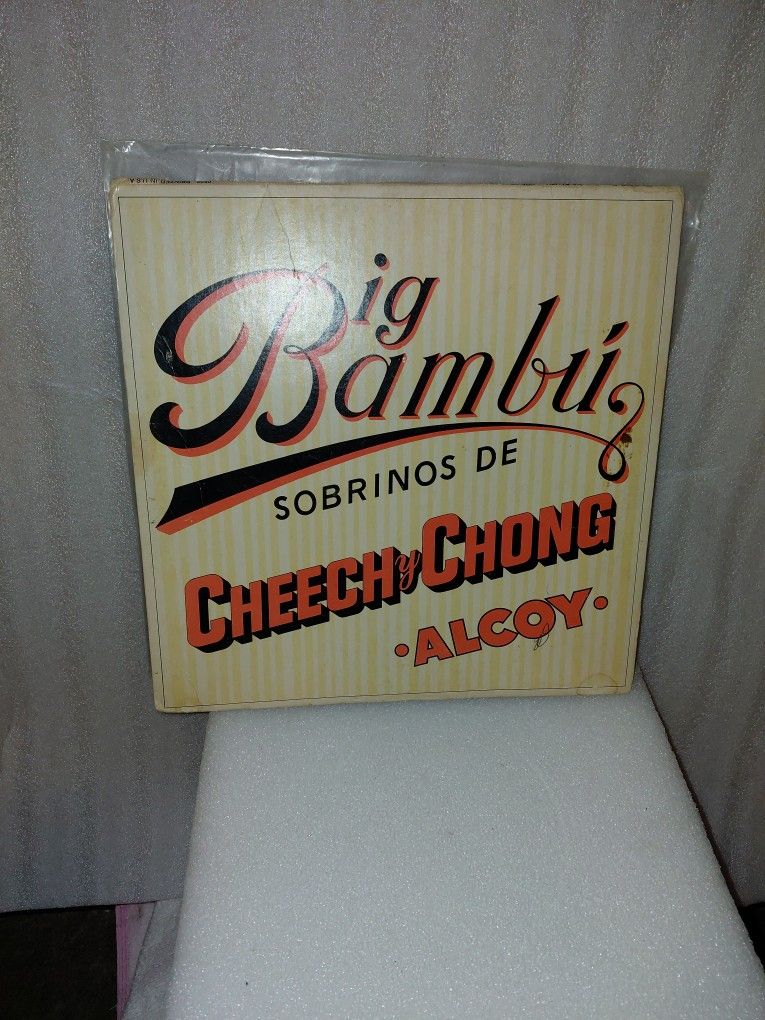 Big
Bambú
SOBRINOS DE
CHEECH y CHONG
·ALCOY·